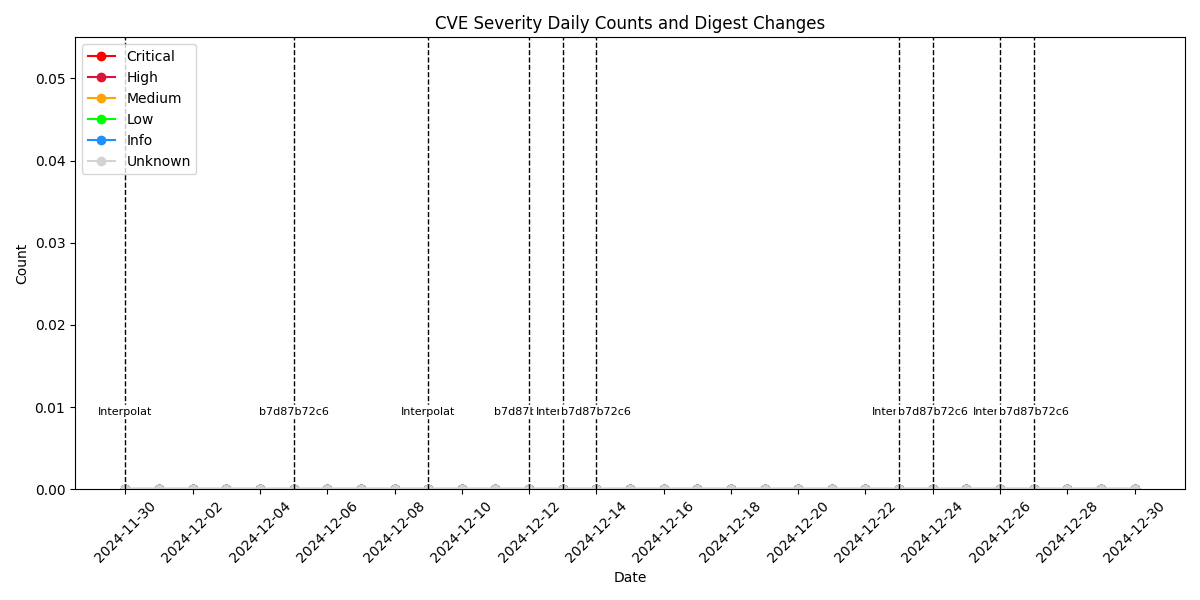 CVE Severity Daily Counts and Digest Changes
Critical
High
Medium
Low
Info
Unknown
0.05
0.04
0.03
0.02
0.01
0.00
Count
Interpolat
b7d87b72c6
Interpolat
b7d87b
Inter
b7d87b72c6
Inter
b7d87b72c6
Inter
b7d87b72c6
2024-11-30
2024-12-02
2024-12-04
2024-12-06
2024-12-08
2024-12-10
2024-12-12
2024-12-14
2024-12-16
2024-12-18
2024-12-20
2024-12-22
2024-12-24
2024-12-26
2024-12-28
2024-12-30
Date